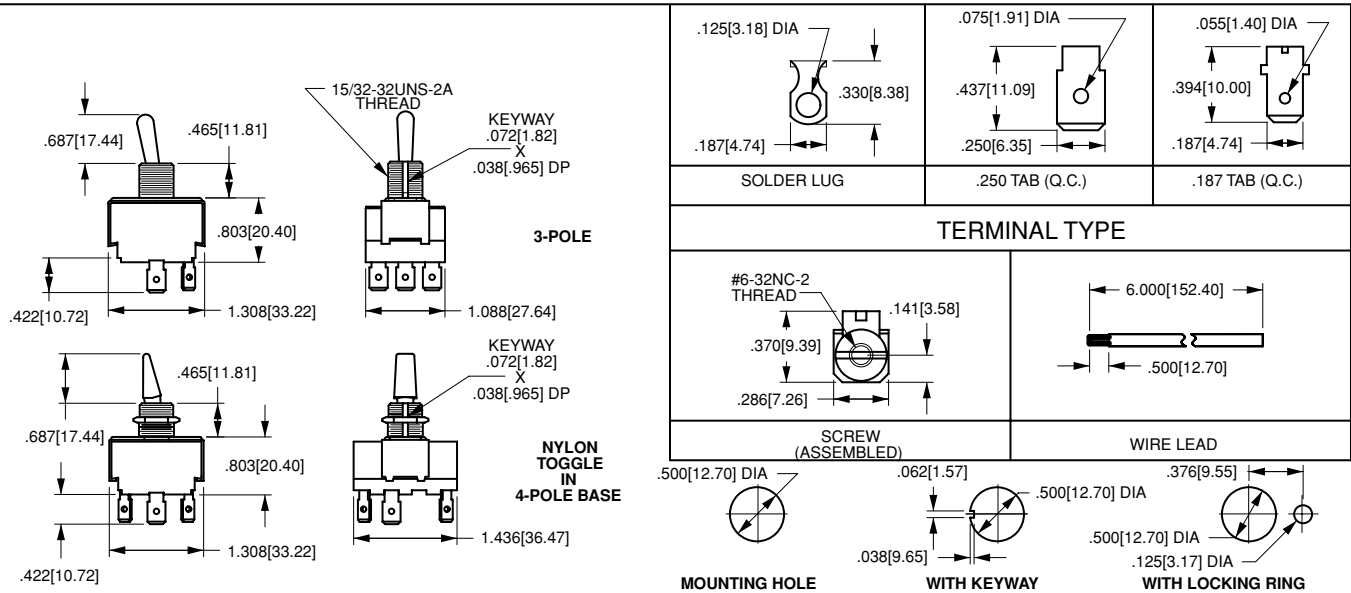 15/32-32UNS-2A
THREAD
.687[17.44]
.465[11.81]
KEYWAY
.072[1.82]
X
.038[.965] DP
.803[20.40]
3-POLE
.422[10.72]
1.308[33.22]
1.088[27.64]
KEYWAY
.072[1.82]
X
.038[.965] DP
.465[11.81]
.687[17.44]
.803[20.40]
NYLON
TOGGLE
IN
4-POLE BASE
1.436[36.47]
1.308[33.22]
.422[10.72]
.125[3.18] DIA
.330[8.38]
.187[4.74]
SOLDER LUG
.075[1.91] DIA
.437[11.09]
.250[6.35]
.250 TAB (Q.C.)
.055[1.40] DIA
.394[10.00]
.187[4.74]
.187 TAB (Q.C.)
TERMINAL TYPE
#6-32NC-2
THREAD
.141[3.58]
.370[9.39]
.286[7.26]
SCREW
(ASSEMBLED)
6.000[152.40]
.500[12.70]
WIRE LEAD
.500[12.70] DIA
MOUNTING HOLE
.062[1.57]
.500[12.70] DIA
.038[9.65]
WITH KEYWAY
.376[9.55]
.500[12.70] DIA
.125[3.17] DIA
WITH LOCKING RING